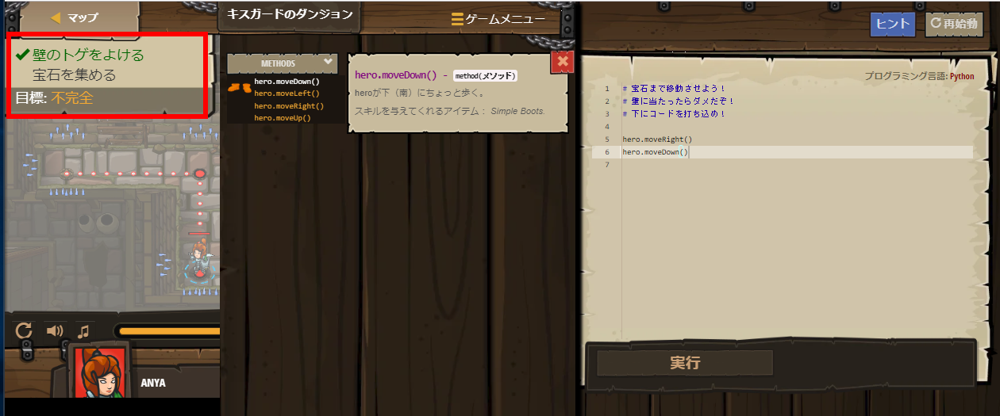 マップ
キスガードのダンジョン
ゲームメニュー
ヒント
再始動
壁のトゲをよける
宝石を集める
目標: 不完全
METHODS
hero.moveDown()
hero.moveLeft()
hero.moveRight()
hero.moveUp()
hero.moveDown() - method(メソッド)
heroが下（南）にちょっと歩く。
スキルを与えてくれるアイテム： Simple Boots.
プログラミング言語: Python
1 # 宝石まで移動させよう！
2 # 壁に当たったらダメだぞ！
3 # 下にコードを打ち込め！
4
5 hero.moveRight()
6 hero.moveDown()
7
実行
ANYA